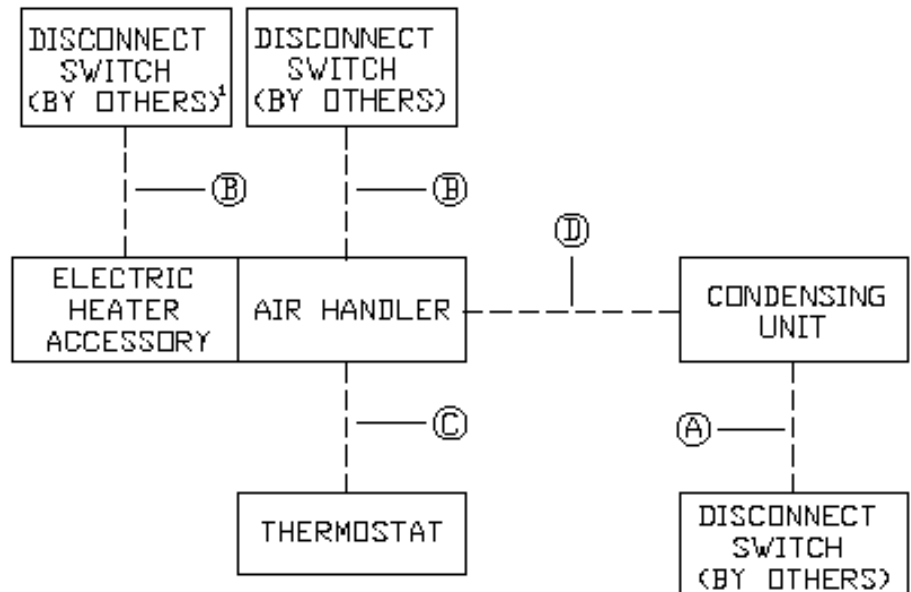 DISCONNECT
SWITCH
(BY OTHERS)¹
DISCONNECT
SWITCH
(BY OTHERS)
B
B
D
ELECTRIC
HEATER
ACCESSORY
AIR HANDLER
CONDENSING
UNIT
C
A
THERMOSTAT
DISCONNECT
SWITCH
(BY OTHERS)